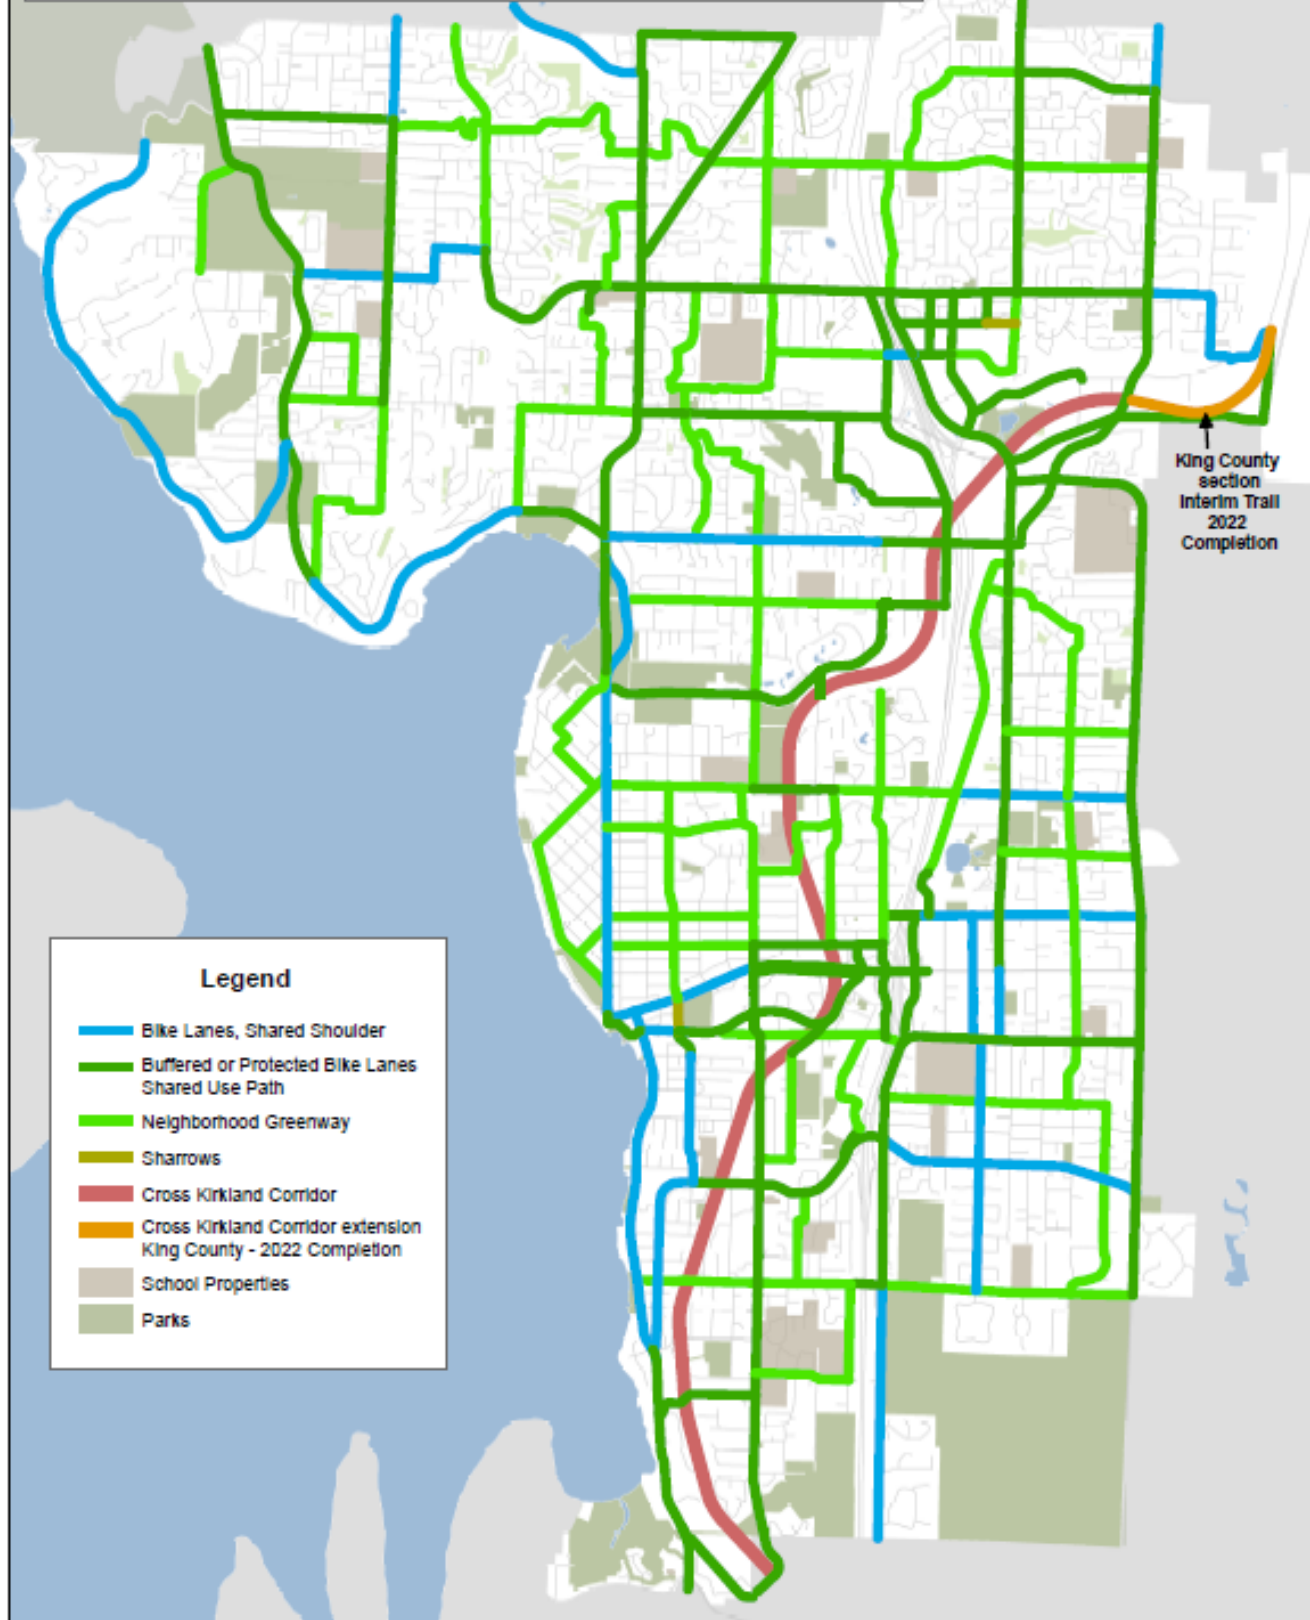 King County
section
Interim Trail
2022
Completion
Legend
Bike Lanes, Shared Shoulder
Buffered or Protected Bike Lanes
Shared Use Path
Neighborhood Greenway
Sharrows
Cross Kirkland Corridor
Cross Kirkland Corridor extension
King County - 2022 Completion
School Properties
Parks